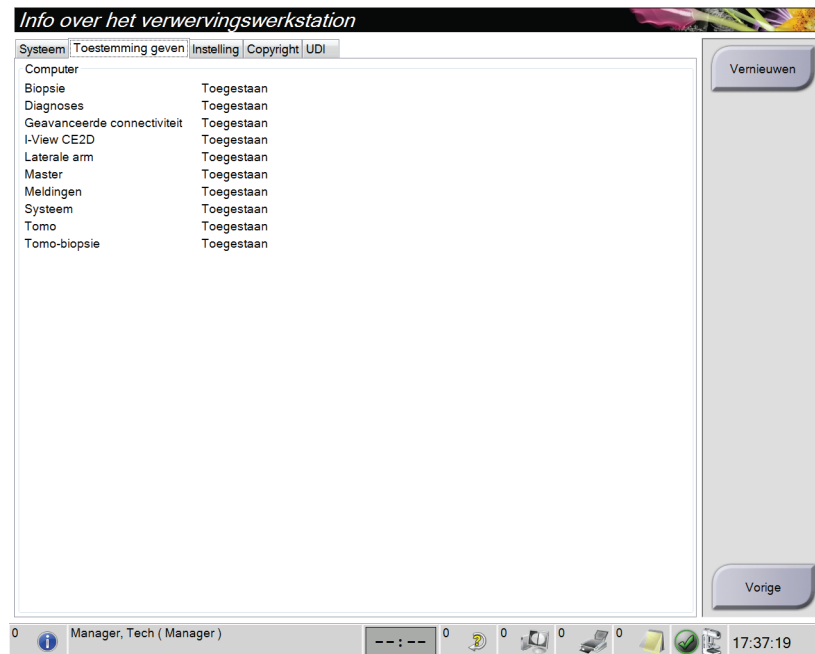 Info over het verwervingswerkstation
Systeem Toestemming geven Instelling Copyright UDI
Computer
Biopsie Toegestaan
Diagnoses Toegestaan
Geavanceerde connectiviteit Toegestaan
I-View CE2D Toegestaan
Laterale arm Toegestaan
Master Toegestaan
Meldingen Toegestaan
Systeem Toegestaan
Tomo Toegestaan
Tomo-biopsie Toegestaan
Vernieuwen
Vorige
0 Manager, Tech ( Manager ) --:-- 0 0 0 0 17:37:19